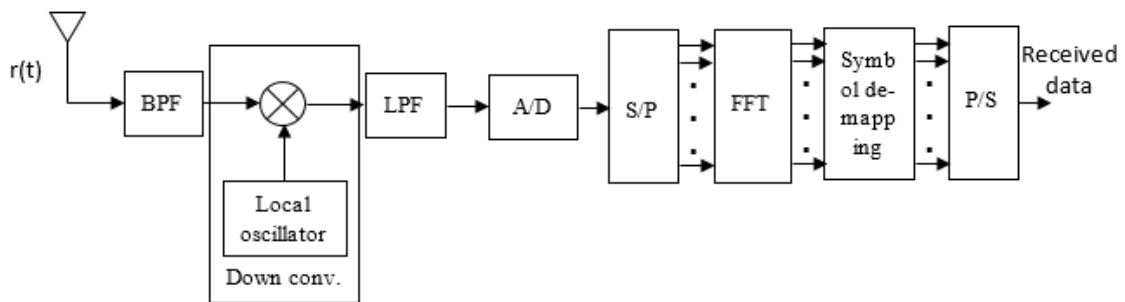 r(t)
BPF
Local
oscillator
Down conv.
LPF
A/D
S/P
FFT
Symb
ol de-
mapp
ing
P/S
Received
data